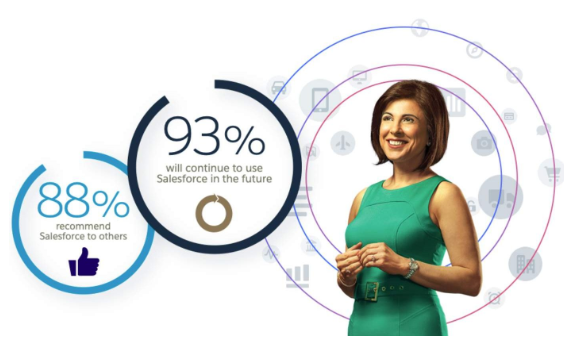 93%
will continue to use
Salesforce in the future
88%
recommend
Salesforce to others